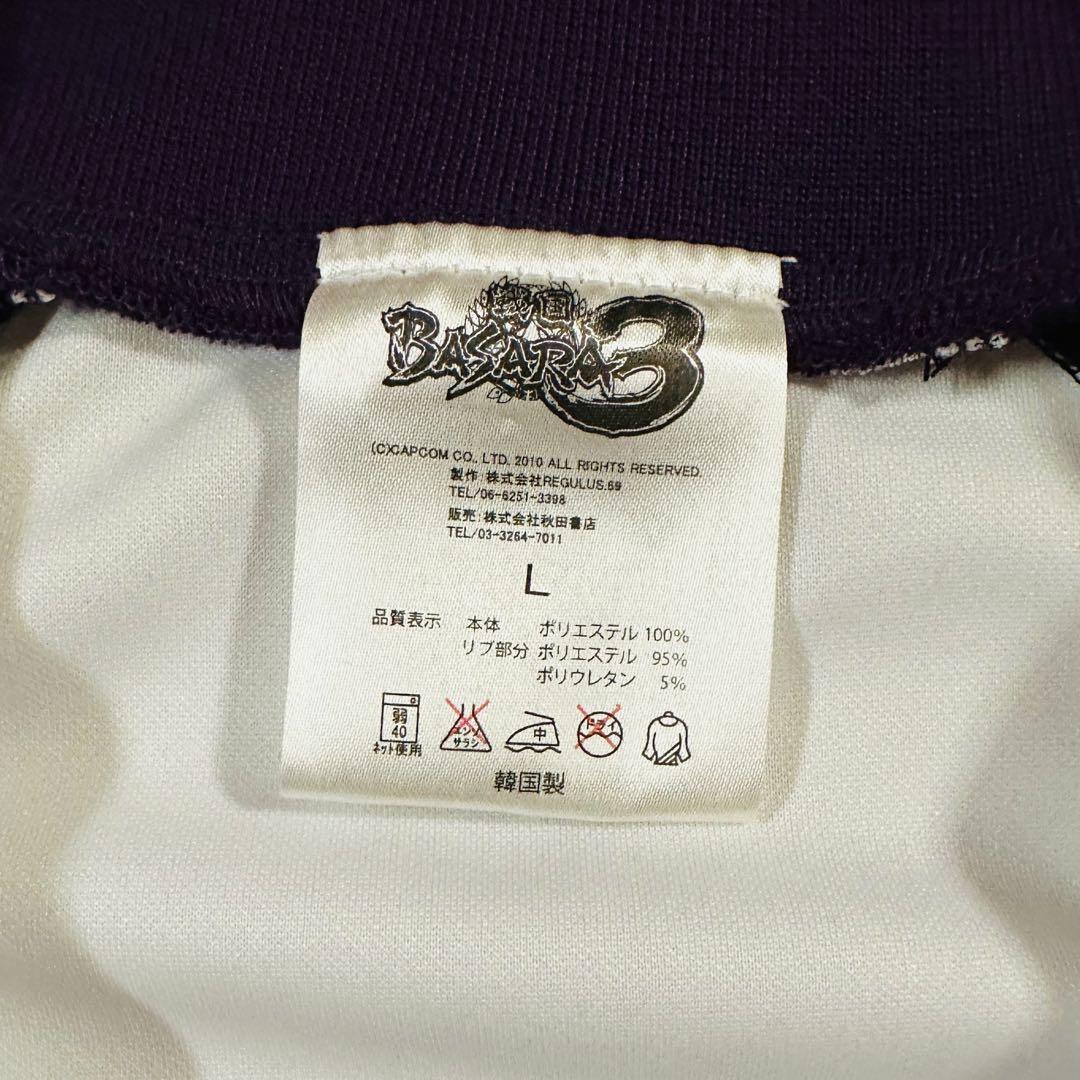 戦国
BASARA3
(C)CAPCOM CO., LTD. 2010 ALL RIGHTS RESERVED.
製作：株式会社REGULUS.69
TEL/06-6251-3398
販売：株式会社秋田書店
TEL/03-3264-7011
L
品質表示 本体 ポリエステル 100%
リブ部分 ポリエステル 95%
ポリウレタン 5%
弱
40
ネット使用
エンソ
サラシ
中
ドライ
韓国製